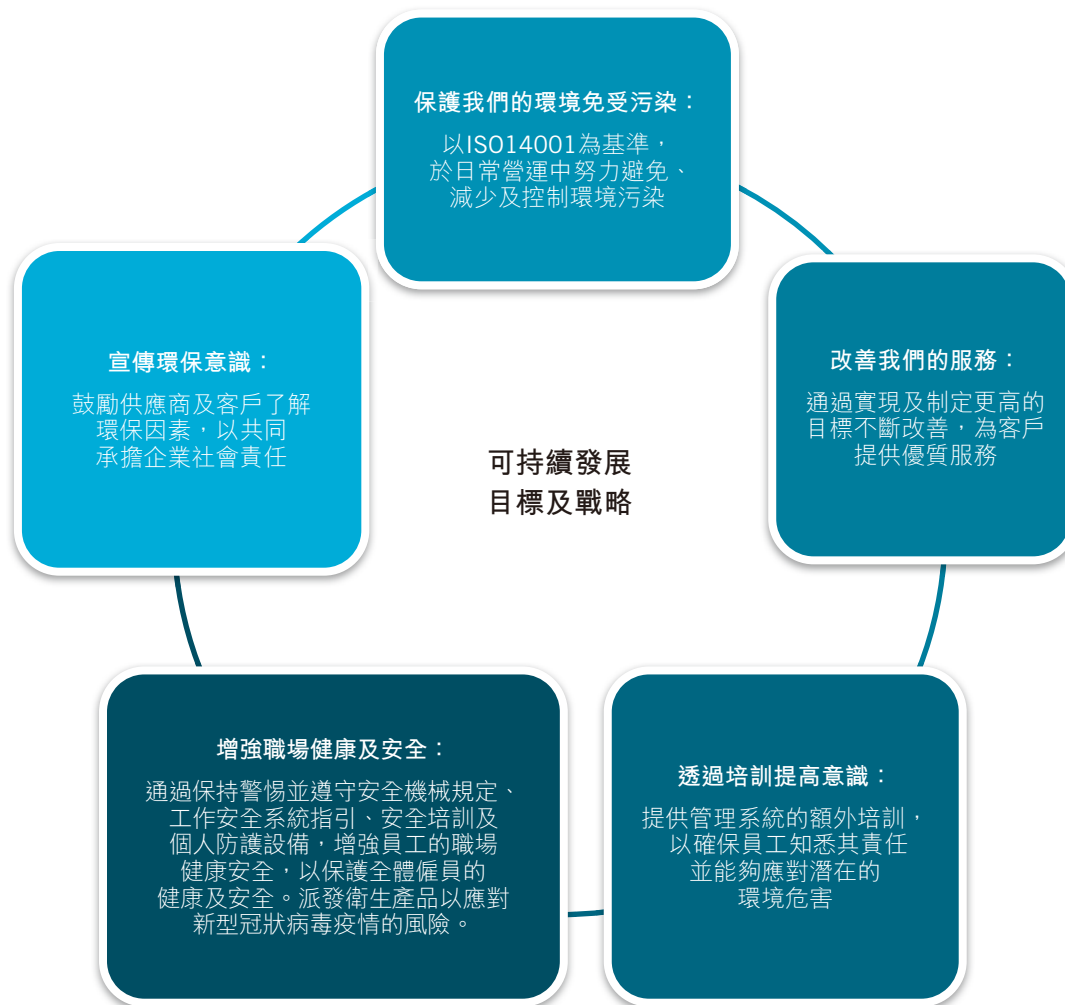 保護我們的環境免受污染：
以ISO14001為基準，
於日常營運中努力避免、
減少及控制環境污染
宣傳環保意識：
鼓勵供應商及客戶了解
環保因素，以共同
承擔企業社會責任
改善我們的服務：
通過實現及制定更高的
目標不斷改善，為客戶
提供優質服務
可持續發展
目標及戰略
增強職場健康及安全：
通過保持警惕並遵守安全機械規定、
工作安全系統指引、安全培訓及
個人防護設備，增強員工的職場
健康安全，以保護全體僱員的
健康及安全。派發衛生產品以應對
新型冠狀病毒疫情的風險。
透過培訓提高意識：
提供管理系統的額外培訓，
以確保員工知悉其責任
並能夠應對潛在的
環境危害